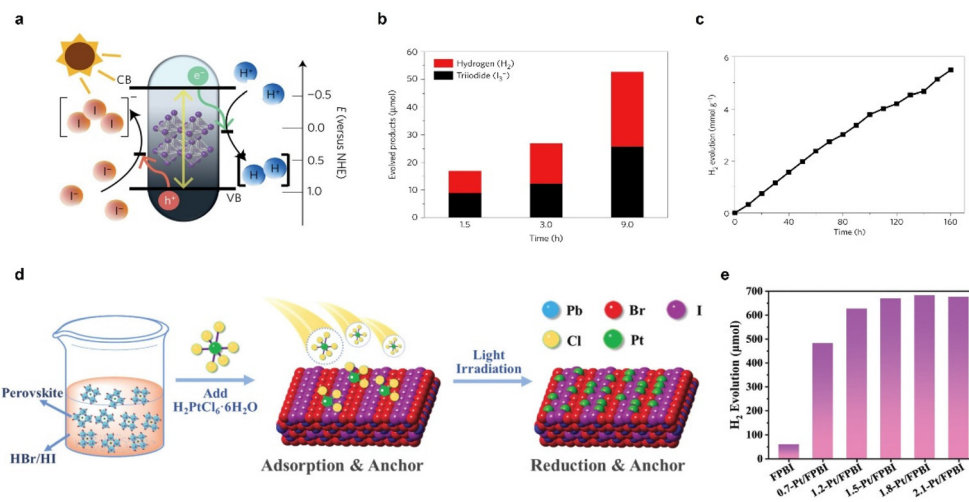 a
CB
e⁻
H⁺
H⁺
I
I
I
−
I⁻
I⁻
I⁻
h⁺
VB
H
H
−0.5
0.0
0.5
1.0
E (versus NHE)
b
Evolved products (μmol)
60
50
40
30
20
10
0
Hydrogen (H₂)
Triiodide (I₃⁻)
1.5
3.0
9.0
Time (h)
c
H₂ evolution (mmol g⁻¹)
6
4
2
0
0
40
80
120
160
Time (h)
d
Perovskite
HBr/HI
Add
H₂PtCl₆·6H₂O
Adsorption & Anchor
Light
Irradiation
Pb
Br
I
Cl
Pt
Reduction & Anchor
e
H₂ Evolution (μmol)
700
600
500
400
300
200
100
0
FPBI
0.7-Pt/FPBI
1.2-Pt/FPBI
1.5-Pt/FPBI
1.8-Pt/FPBI
2.1-Pt/FPBI